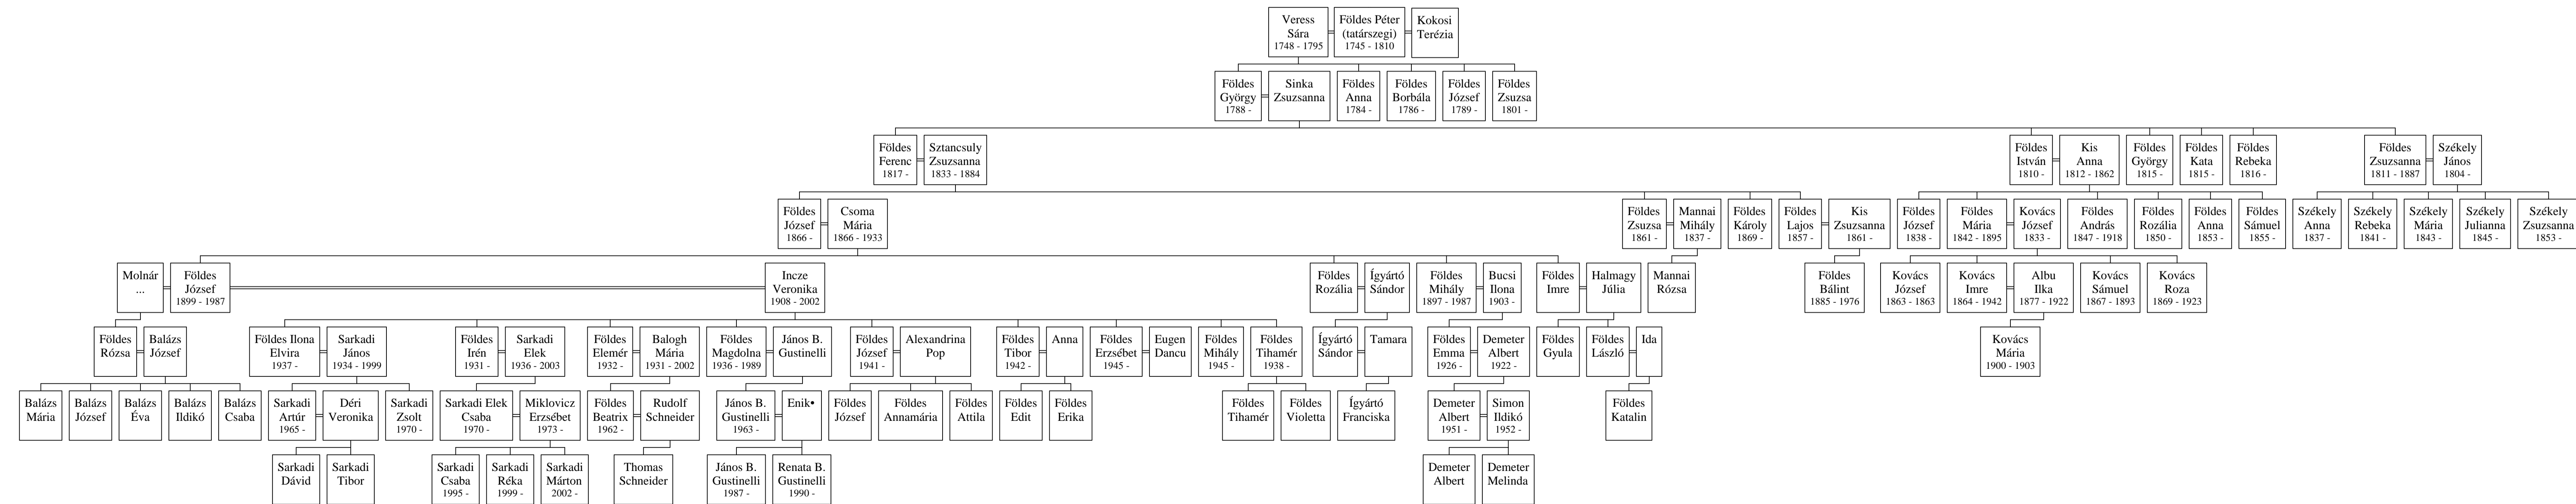 Veress
Sára
1748 - 1795
Földes Péter
(tatárszegi)
1745 - 1810
Kokosi
Terézia
Földes
György
1788 -
Sinka
Zsuzsanna
Földes
Anna
1784 -
Földes
Borbála
1786 -
Földes
József
1789 -
Földes
Zsuzsa
1801 -
Földes
Ferenc
1817 -
Sztancsuly
Zsuzsanna
1833 - 1884
Földes
István
1810 -
Kis
Anna
1812 - 1862
Földes
György
1815 -
Földes
Kata
1815 -
Földes
Rebeka
1816 -
Földes
Zsuzsanna
1811 - 1887
Székely
János
1804 -
Földes
József
1866 -
Csoma
Mária
1866 - 1933
Földes
Zsuzsa
1861 -
Mannai
Mihály
1837 -
Földes
Károly
1869 -
Földes
Lajos
1857 -
Kis
Zsuzsanna
1861 -
Földes
József
1838 -
Földes
Mária
1842 - 1895
Kovács
József
1833 -
Földes
András
1847 - 1918
Földes
Rozália
1850 -
Földes
Anna
1853 -
Földes
Sámuel
1855 -
Székely
Anna
1837 -
Székely
Rebeka
1841 -
Székely
Mária
1843 -
Székely
Julianna
1845 -
Székely
Zsuzsanna
1853 -
Molnár
...
Földes
József
1899 - 1987
Incze
Veronika
1908 - 2002
Földes
Rozália
Ígyártó
Sándor
Földes
Mihály
1897 - 1987
Bucsi
Ilona
1903 -
Földes
Imre
Halmagy
Júlia
Mannai
Rózsa
Földes
Bálint
1885 - 1976
Kovács
József
1863 - 1863
Kovács
Imre
1864 - 1942
Albu
Ilka
1877 - 1922
Kovács
Sámuel
1867 - 1893
Kovács
Roza
1869 - 1923
Földes
Rózsa
Balázs
József
Földes Ilona
Elvira
1937 -
Sarkadi
János
1934 - 1999
Földes
Irén
1931 -
Sarkadi
Elek
1936 - 2003
Földes
Elemér
1932 -
Balogh
Mária
1931 - 2002
Földes
Magdolna
1936 - 1989
János B.
Gustinelli
Földes
József
1941 -
Alexandrina
Pop
Földes
Tibor
1942 -
Anna
Földes
Erzsébet
1945 -
Eugen
Dancu
Földes
Mihály
1945 -
Földes
Tihamér
1938 -
Ígyártó
Sándor
Tamara
Földes
Emma
1926 -
Demeter
Albert
1922 -
Földes
Gyula
Földes
László
Ida
Kovács
Mária
1900 - 1903
Balázs
Mária
Balázs
József
Balázs
Éva
Balázs
Ildikó
Balázs
Csaba
Sarkadi
Artúr
1965 -
Déri
Veronika
Sarkadi
Zsolt
1970 -
Sarkadi Elek
Csaba
1970 -
Miklovicz
Erzsébet
1973 -
Földes
Beatrix
1962 -
Rudolf
Schneider
János B.
Gustinelli
1963 -
Enik•
Földes
József
Földes
Annamária
Földes
Attila
Földes
Edit
Földes
Erika
Földes
Tihamér
Földes
Violetta
Ígyártó
Franciska
Demeter
Albert
1951 -
Simon
Ildikó
1952 -
Földes
Katalin
Sarkadi
Dávid
Sarkadi
Tibor
Sarkadi
Csaba
1995 -
Sarkadi
Réka
1999 -
Sarkadi
Márton
2002 -
Thomas
Schneider
János B.
Gustinelli
1987 -
Renata B.
Gustinelli
1990 -
Demeter
Albert
Demeter
Melinda